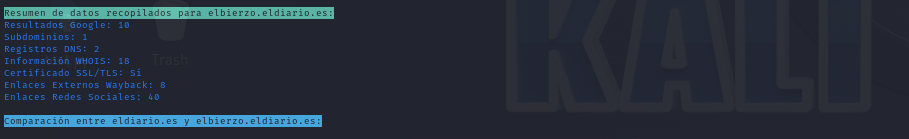 Resumen de datos recopilados para elbierzo.eldiario.es:
Resultados Google: 10
Subdominios: 1
Registros DNS: 2
Información WHOIS: 18
Certificado SSL/TLS: Sí
Enlaces Externos Wayback: 8
Enlaces Redes Sociales: 40
Comparación entre eldiario.es y elbierzo.eldiario.es:
Trash
KALI